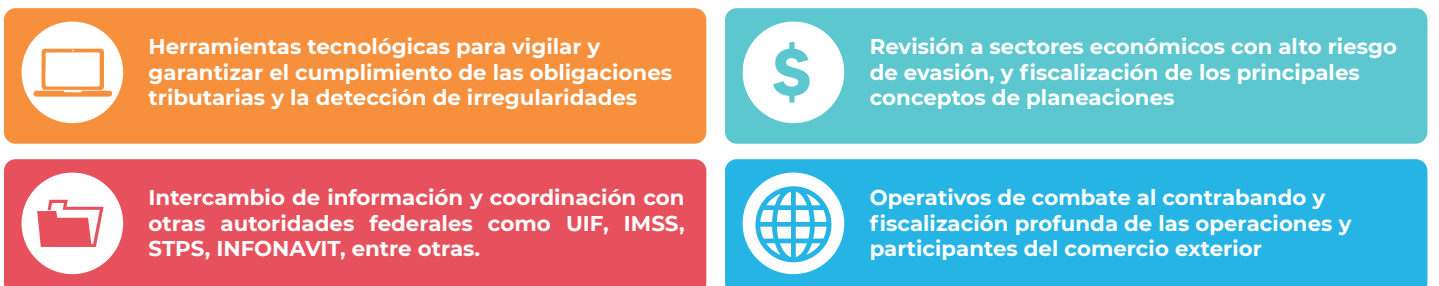 Herramientas tecnológicas para vigilar y
garantizar el cumplimiento de las obligaciones
tributarias y la detección de irregularidades
$
Revisión a sectores económicos con alto riesgo
de evasión, y fiscalización de los principales
conceptos de planeaciones
Intercambio de información y coordinación con
otras autoridades federales como UIF, IMSS,
STPS, INFONAVIT, entre otras.
Operativos de combate al contrabando y
fiscalización profunda de las operaciones y
participantes del comercio exterior